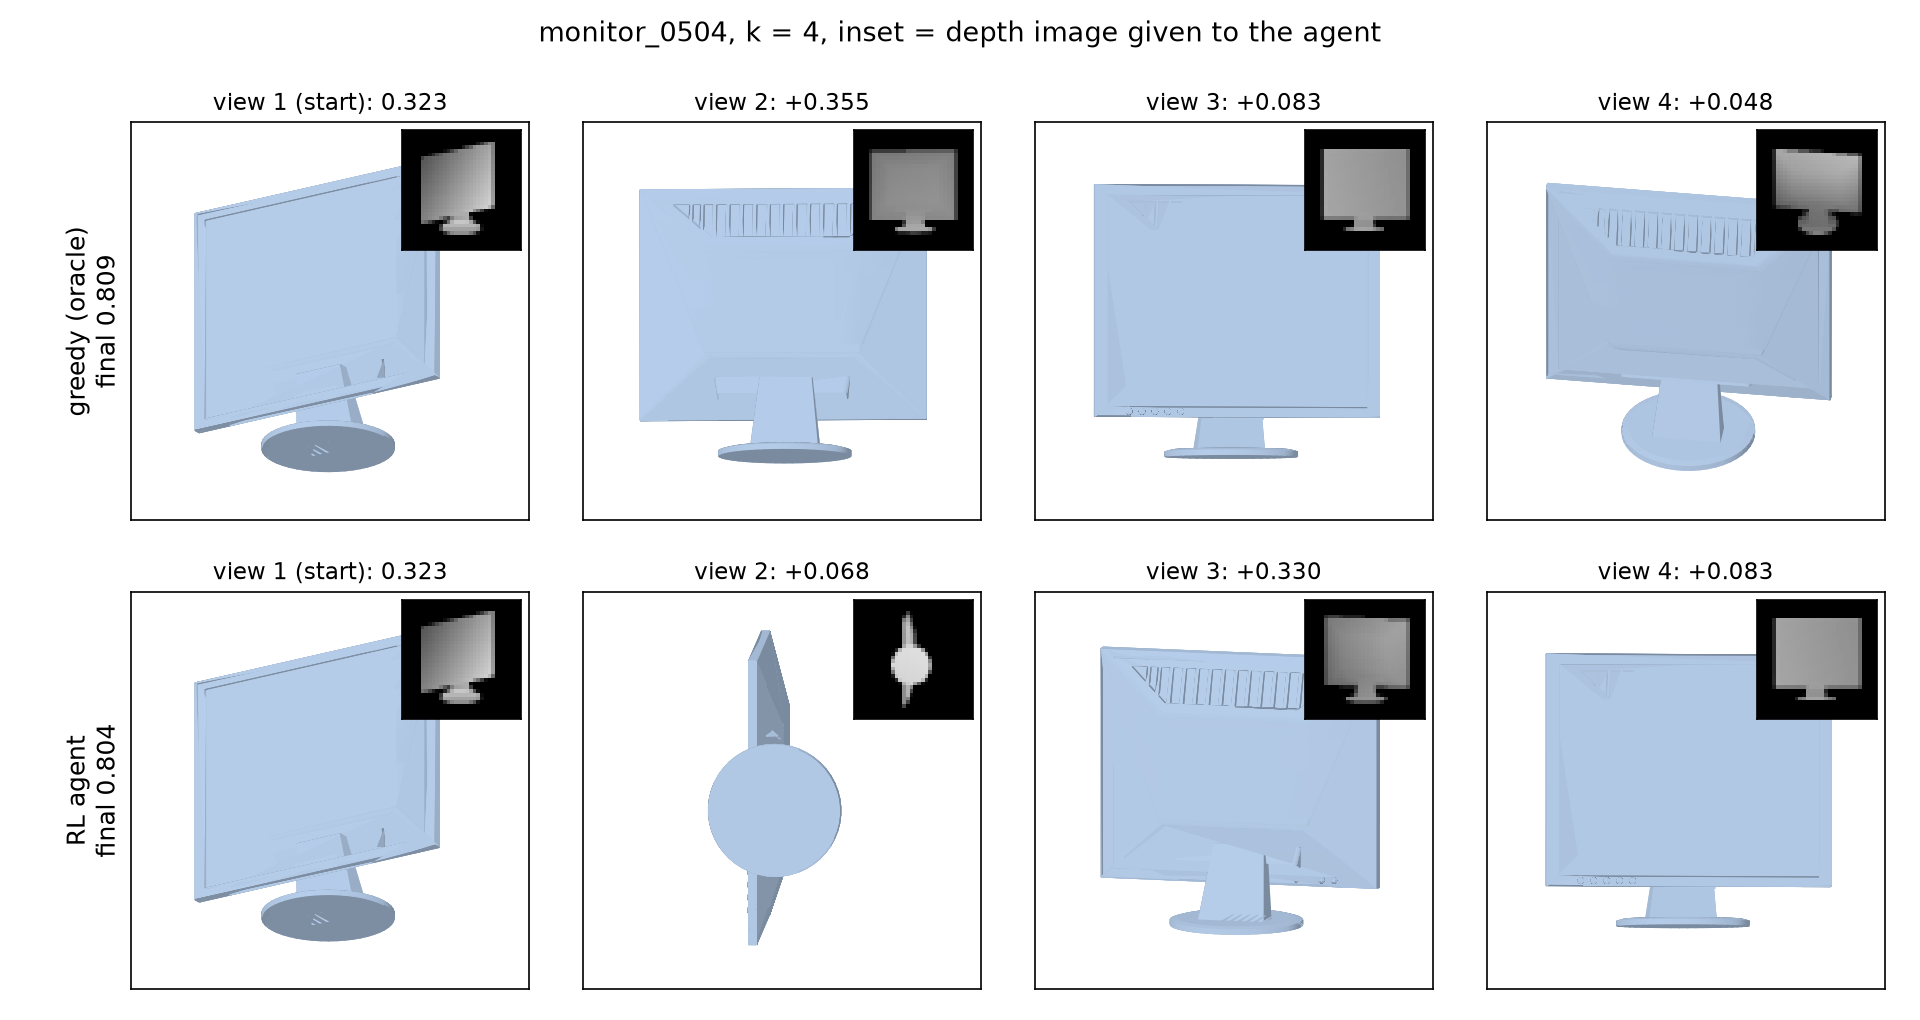 monitor_0504, k = 4, inset = depth image given to the agent
view 1 (start): 0.323
view 2: +0.355
view 3: +0.083
view 4: +0.048
greedy (oracle)
final 0.809
view 1 (start): 0.323
view 2: +0.068
view 3: +0.330
view 4: +0.083
RL agent
final 0.804